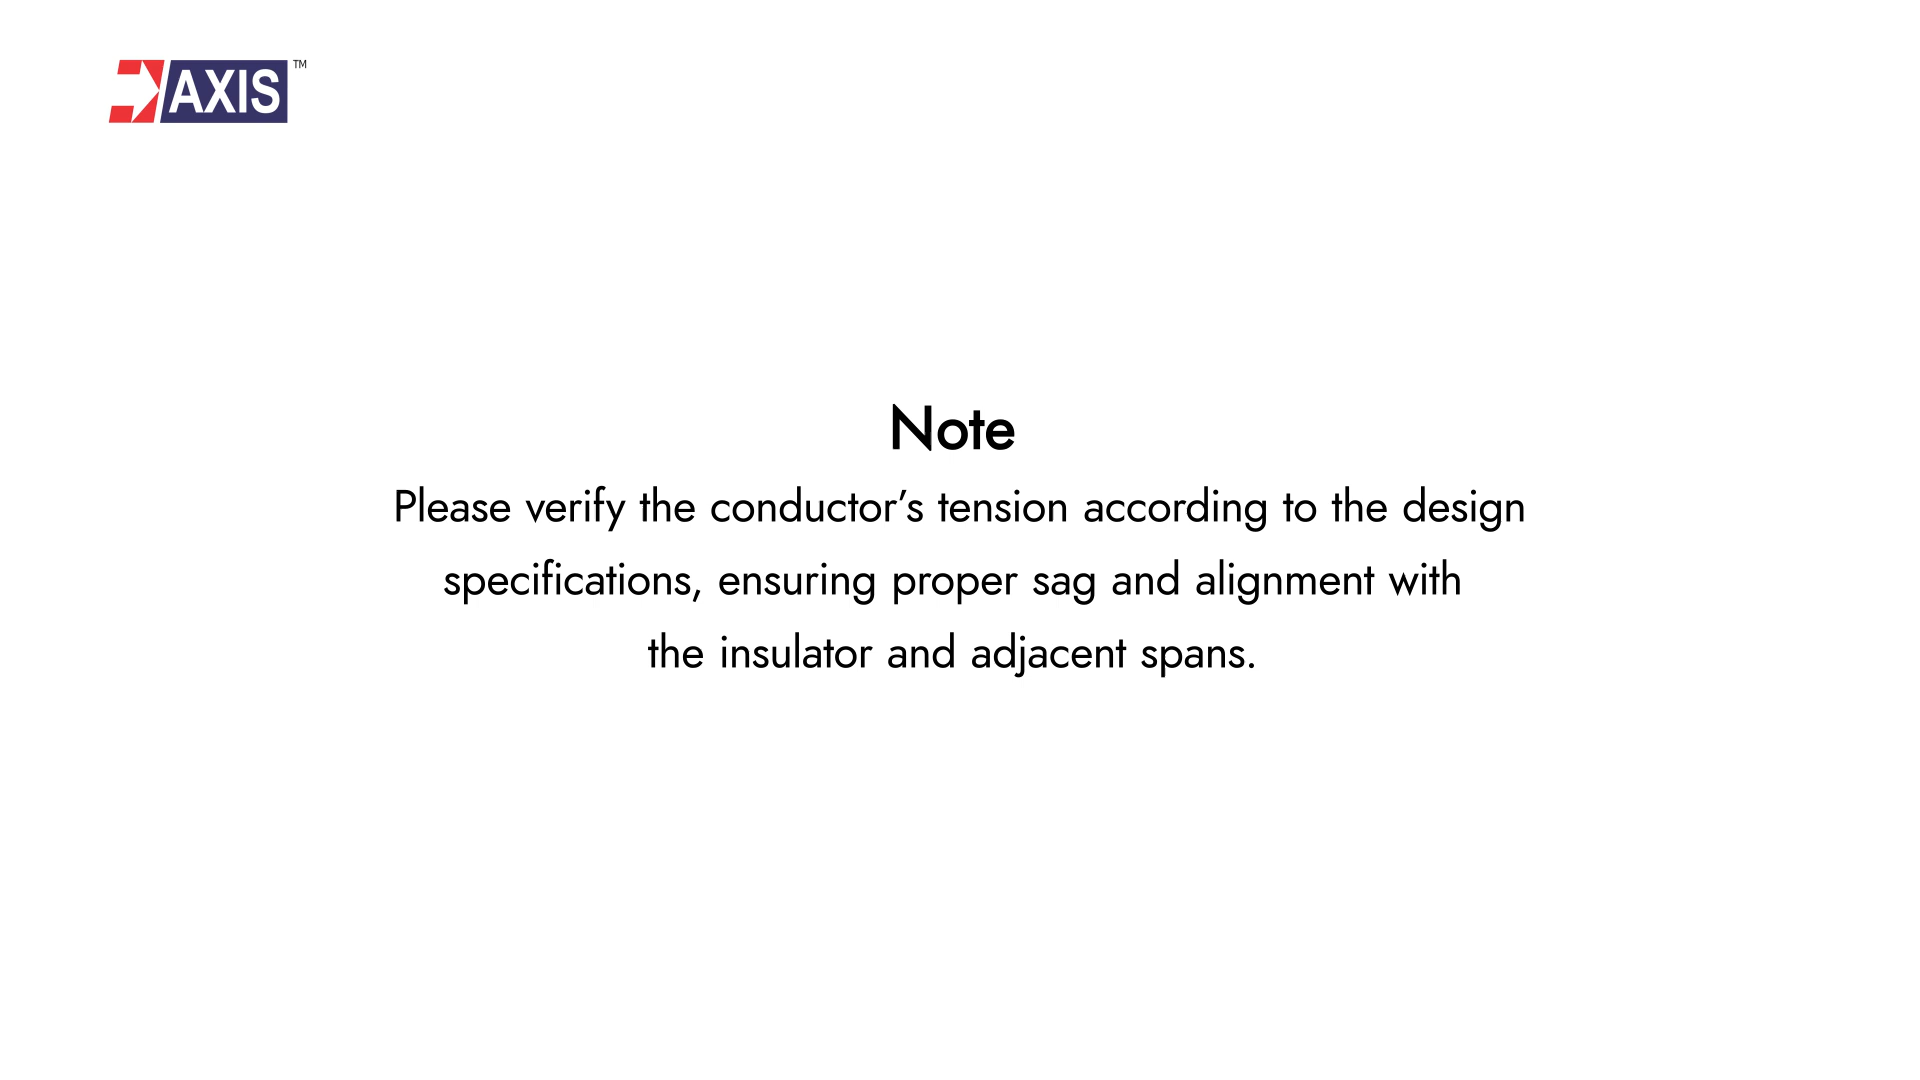 AXIS™
Note
Please verify the conductor’s tension according to the design
specifications, ensuring proper sag and alignment with
the insulator and adjacent spans.